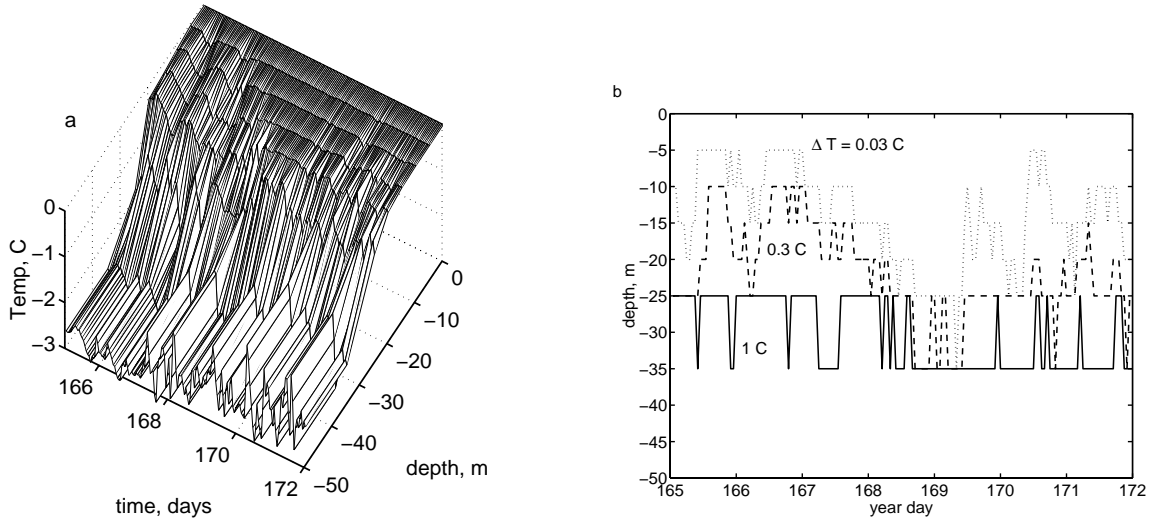 a
0
−1
−2
−3
Temp, C
166
168
170
172
time, days
0
−10
−20
−30
−40
−50
depth, m
b
0
−5
−10
−15
−20
−25
−30
−35
−40
−45
−50
depth, m
Δ T = 0.03 C
0.3 C
1 C
165 166 167 168 169 170 171 172
year day